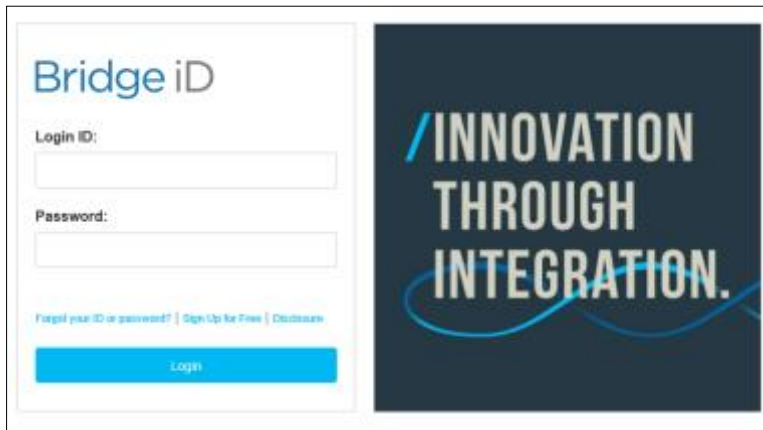 Bridge iD
Login ID:
Password:
Forgot your ID or password? | Sign Up for Free | Disclosure
Login
/INNOVATION
THROUGH
INTEGRATION.